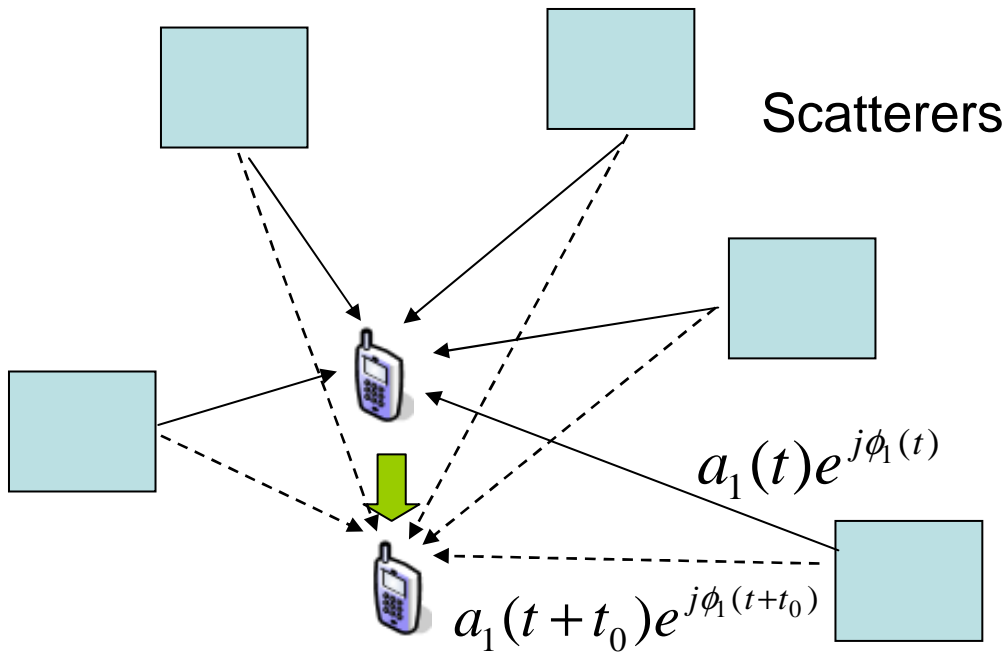 Scatterers
a₁(t)e^{jϕ₁(t)}
a₁(t+t₀)e^{jϕ₁(t+t₀)}